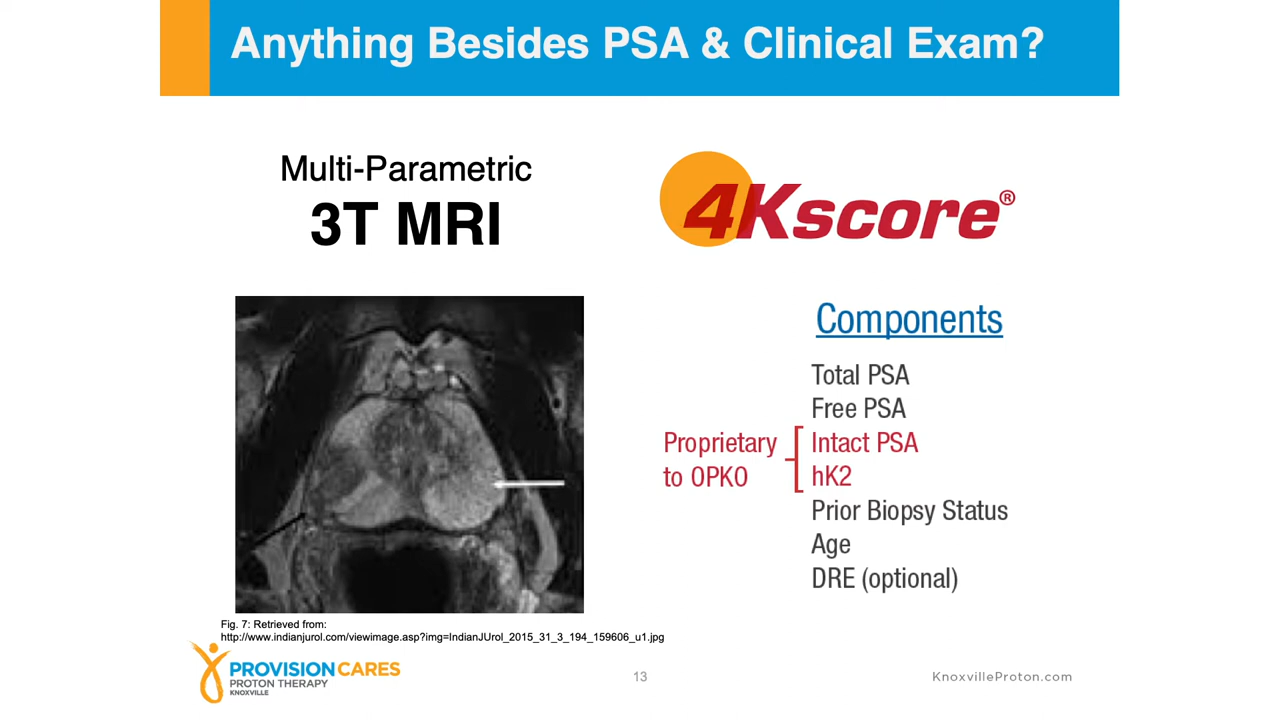 Anything Besides PSA & Clinical Exam?
Multi-Parametric
3T MRI
4Kscore®
Components
Total PSA
Free PSA
Proprietary
to OPKO
Intact PSA
hK2
Prior Biopsy Status
Age
DRE (optional)
Fig. 7: Retrieved from:
http://www.indianjurol.com/viewimage.asp?img=IndianJUrol_2015_31_3_194_159606_u1.jpg
PROVISION CARES
PROTON THERAPY
KNOXVILLE
13
KnoxvilleProton.com